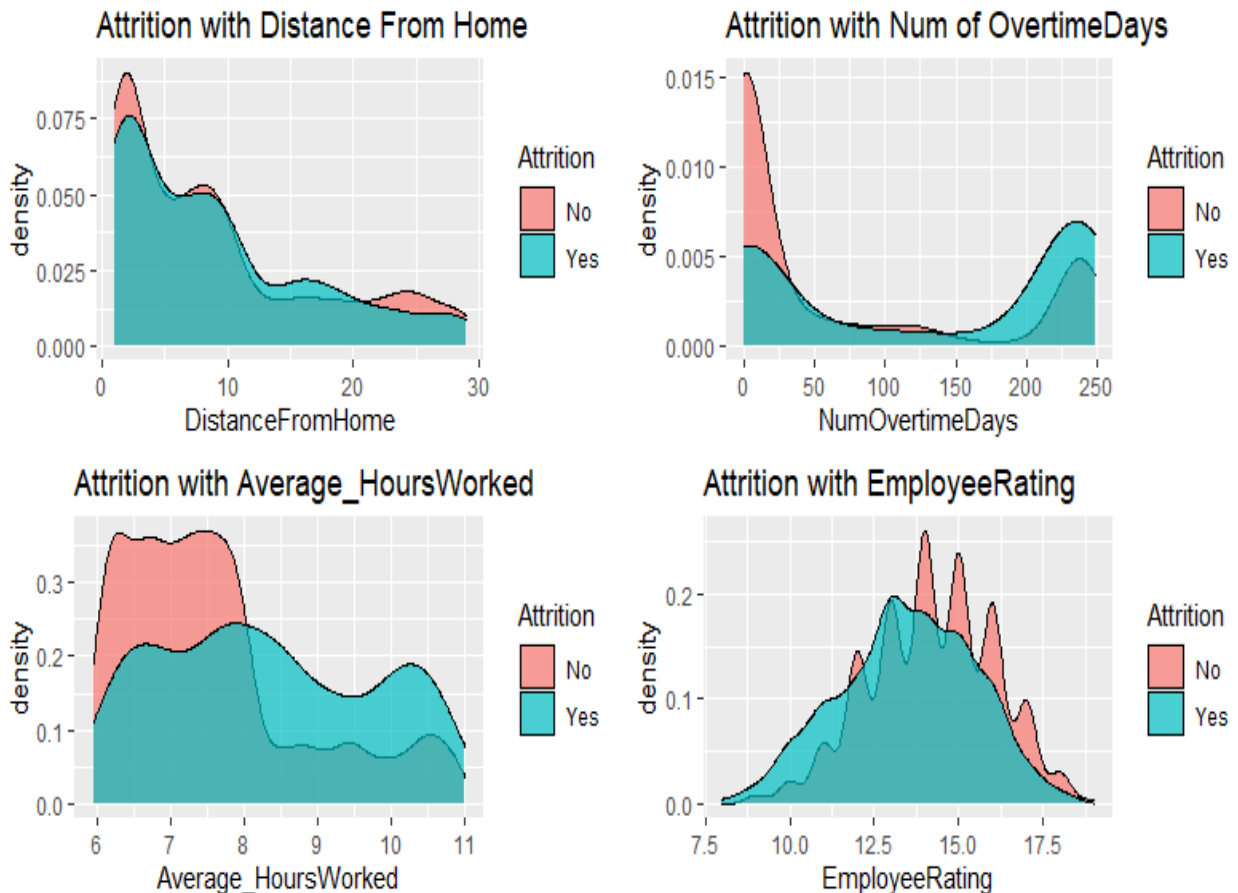 Attrition with Distance From Home
0.075
0.050
0.025
0.000
density
0 10 20 30
DistanceFromHome
Attrition
No
Yes
Attrition with Num of OvertimeDays
0.015
0.010
0.005
0.000
density
0 50 100 150 200 250
NumOvertimeDays
Attrition
No
Yes
Attrition with Average_HoursWorked
0.3
0.2
0.1
0.0
density
6 7 8 9 10 11
Average_HoursWorked
Attrition
No
Yes
Attrition with EmployeeRating
0.2
0.1
0.0
density
7.5 10.0 12.5 15.0 17.5
EmployeeRating
Attrition
No
Yes